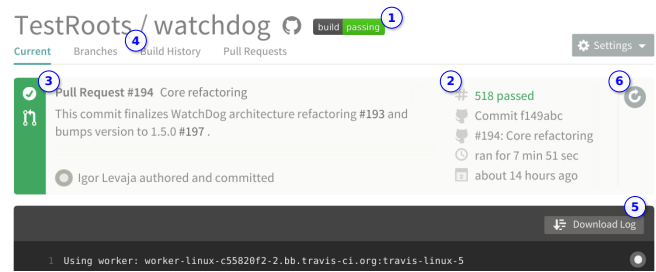 TestRoots / watchdog build passing 1
Current Branches 4 Build History Pull Requests Settings
3 Pull Request #194 Core refactoring 2 518 passed 6
This commit finalizes WatchDog architecture refactoring #193 and Commit f149abc
bumps version to 1.5.0 #197 . #194: Core refactoring
ran for 7 min 51 sec
Igor Levaja authored and committed about 14 hours ago
5
Download Log
1 Using worker: worker-linux-c55820f2-2.bb.travis-ci.org:travis-linux-5